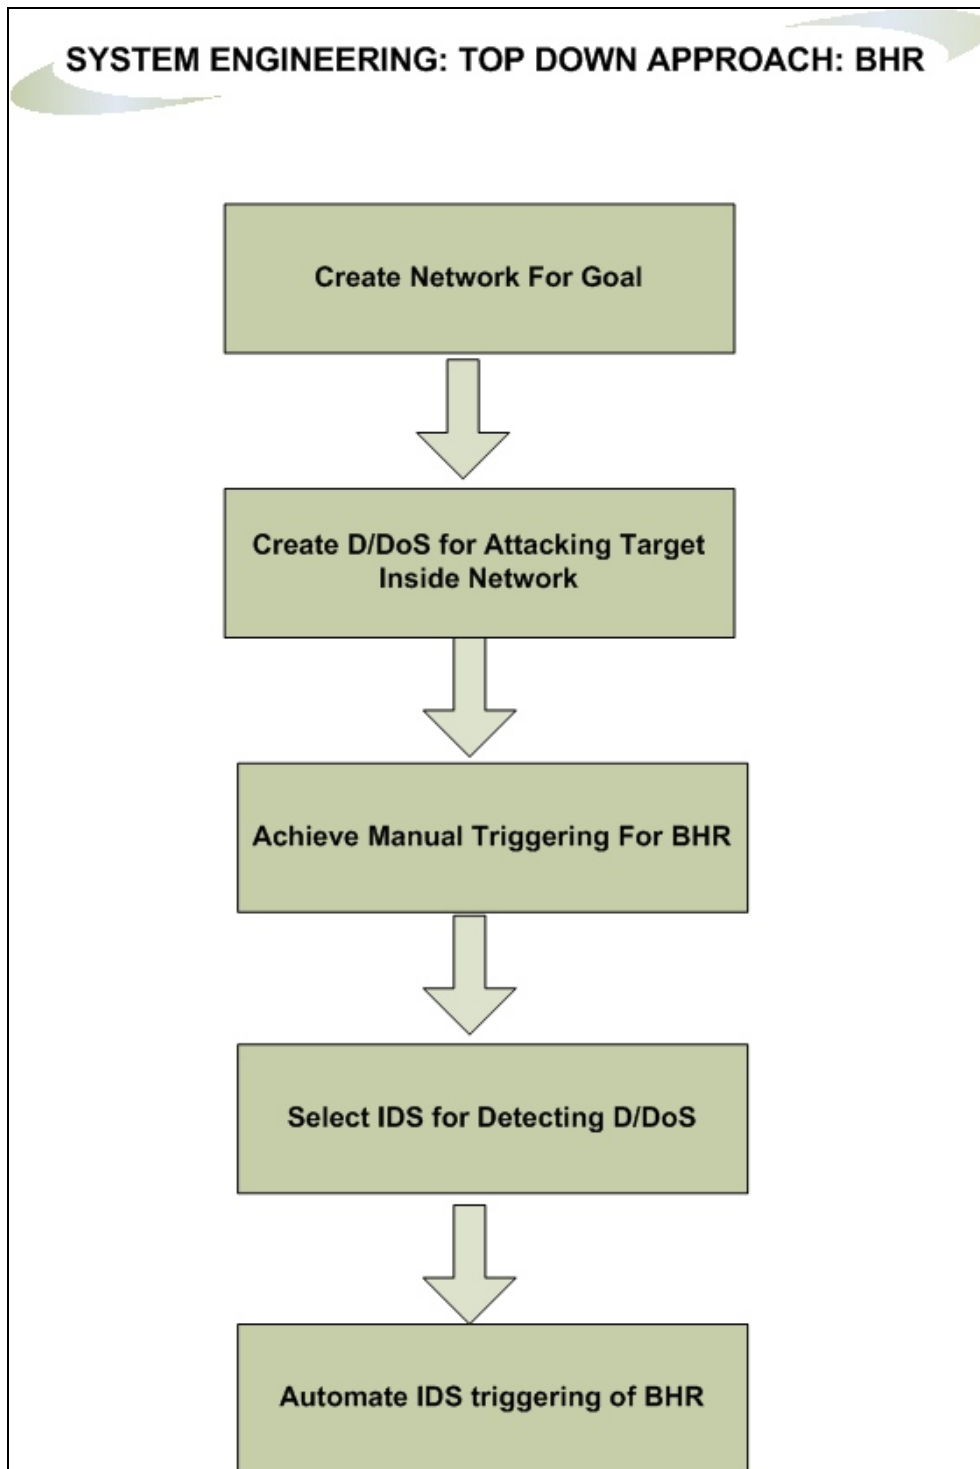 SYSTEM ENGINEERING: TOP DOWN APPROACH: BHR
Create Network For Goal
Create D/DoS for Attacking Target
Inside Network
Achieve Manual Triggering For BHR
Select IDS for Detecting D/DoS
Automate IDS triggering of BHR